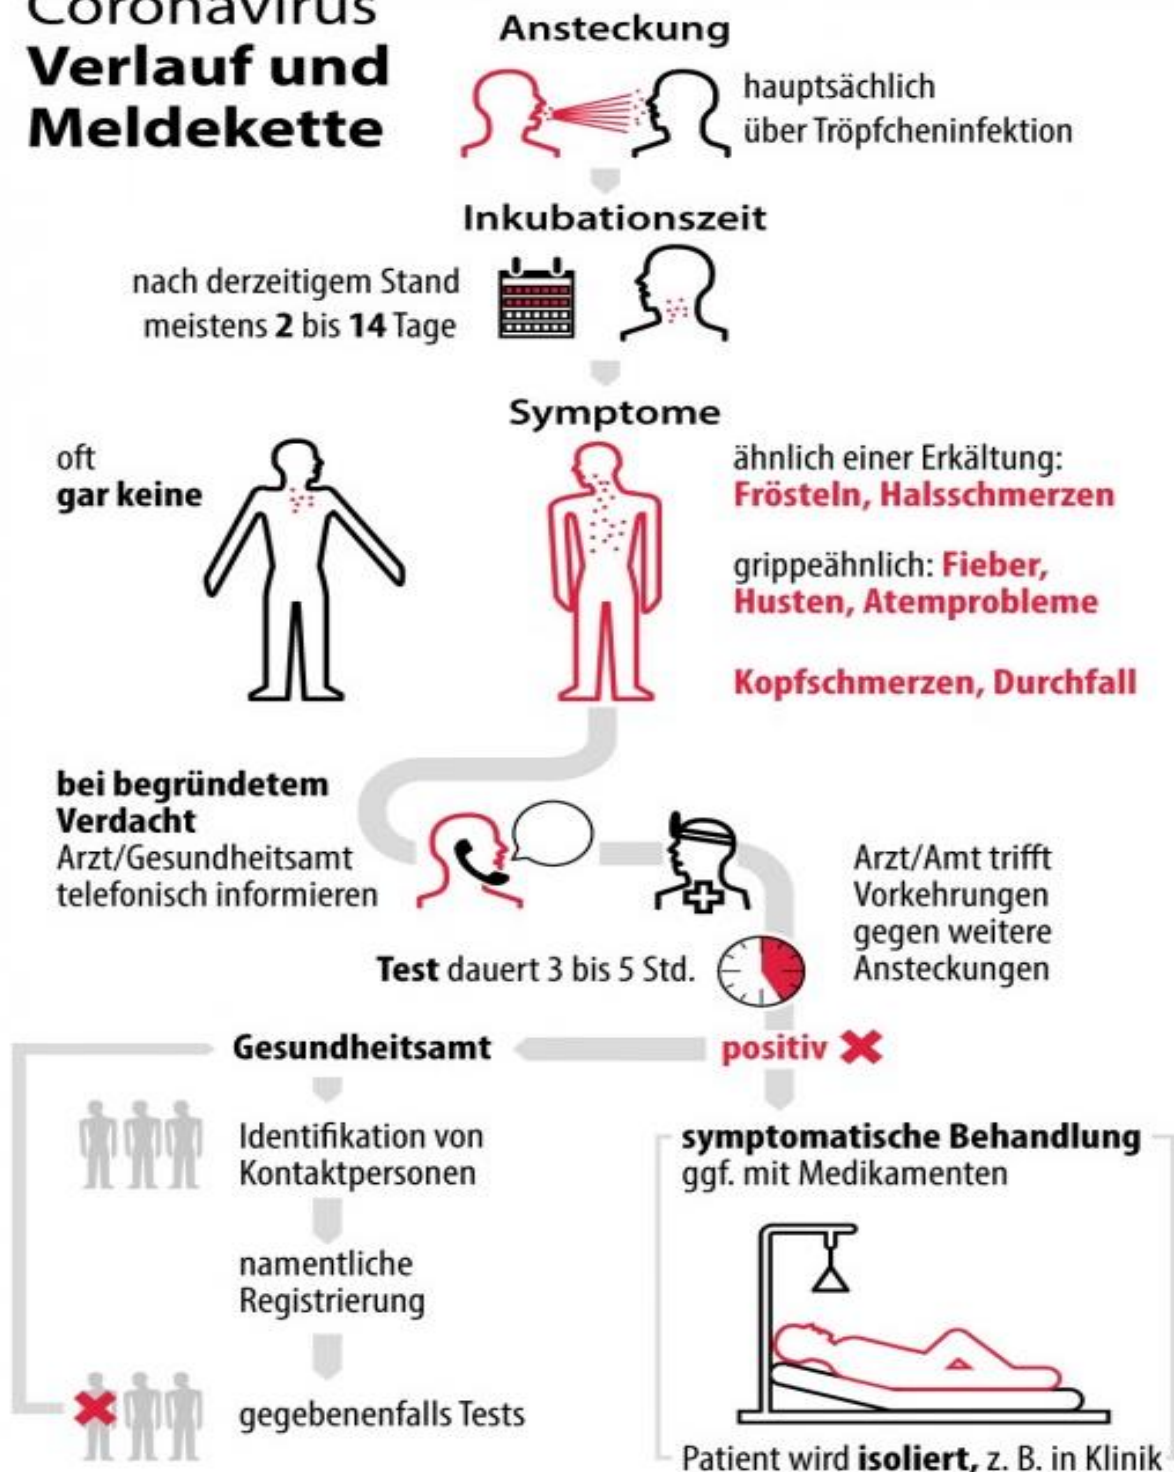 Coronavirus
Verlauf und
Meldekette
Ansteckung
hauptsächlich
über Tröpfcheninfektion
Inkubationszeit
nach derzeitigem Stand
meistens 2 bis 14 Tage
Symptome
oft
gar keine
ähnlich einer Erkältung:
Frösteln, Halsschmerzen
grippeähnlich: Fieber,
Husten, Atemprobleme
Kopfschmerzen, Durchfall
bei begründetem
Verdacht
Arzt/Gesundheitsamt
telefonisch informieren
Arzt/Amt trifft
Vorkehrungen
gegen weitere
Ansteckungen
Test dauert 3 bis 5 Std.
positiv
Gesundheitsamt
Identifikation von
Kontaktpersonen
namentliche
Registrierung
gegebenenfalls Tests
symptomatische Behandlung
ggf. mit Medikamenten
Patient wird isoliert, z. B. in Klinik